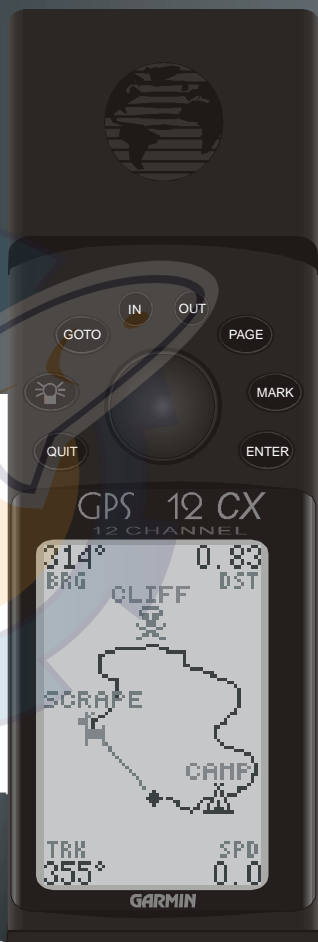 IN OUT
GOTO PAGE
MARK
QUIT ENTER
GPS 12 CX
12 CHANNEL
314° 0.83
BRG DST
CLIFF
SCRAPE
CAMP
TRK SPD
355° 0.0
GARMIN